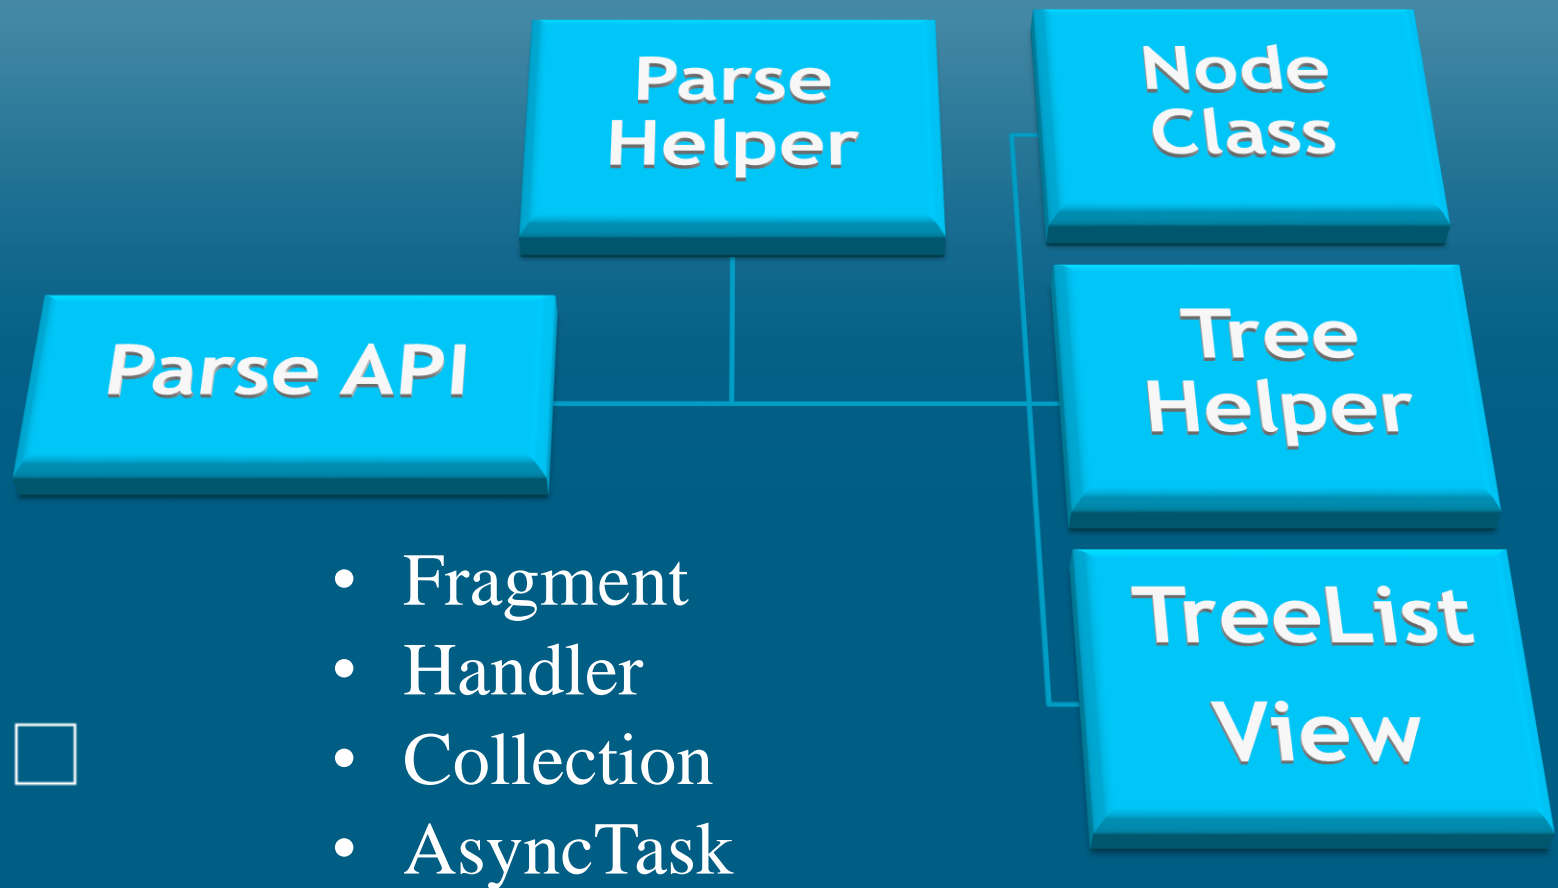 Parse
Helper
Node
Class
Parse API
Tree
Helper
TreeList
View
• Fragment
• Handler
• Collection
• AsyncTask